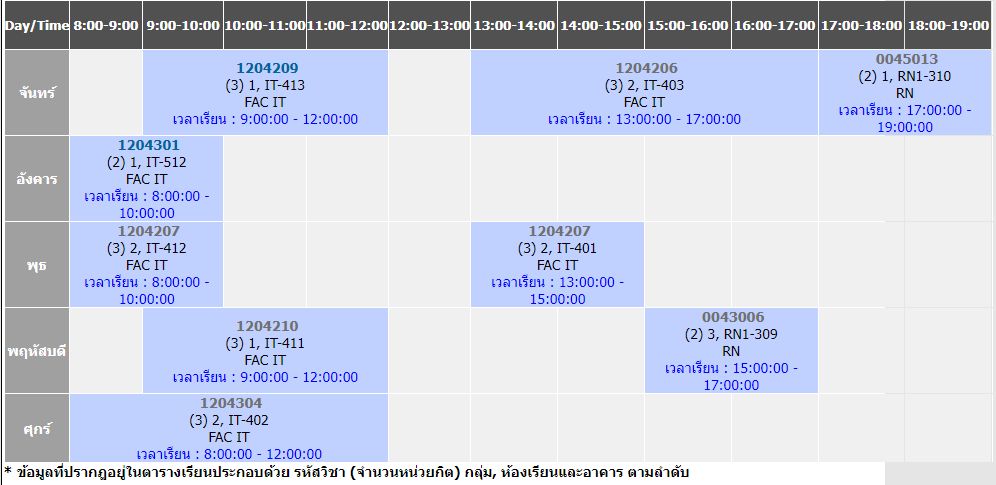 Day/Time 8:00-9:00 9:00-10:00 10:00-11:00 11:00-12:00 12:00-13:00 13:00-14:00 14:00-15:00 15:00-16:00 16:00-17:00 17:00-18:00 18:00-19:00
จันทร์
1204209
(3) 1, IT-413
FAC IT
เวลาเรียน : 9:00:00 - 12:00:00
1204206
(3) 2, IT-403
FAC IT
เวลาเรียน : 13:00:00 - 17:00:00
0045013
(2) 1, RN1-310
RN
เวลาเรียน : 17:00:00 -
19:00:00
อังคาร
1204301
(2) 1, IT-512
FAC IT
เวลาเรียน : 8:00:00 -
10:00:00
พุธ
1204207
(3) 2, IT-412
FAC IT
เวลาเรียน : 8:00:00 -
10:00:00
1204207
(3) 2, IT-401
FAC IT
เวลาเรียน : 13:00:00 -
15:00:00
พฤหัสบดี
1204210
(3) 1, IT-411
FAC IT
เวลาเรียน : 9:00:00 - 12:00:00
0043006
(2) 3, RN1-309
RN
เวลาเรียน : 15:00:00 -
17:00:00
ศุกร์
1204304
(3) 2, IT-402
FAC IT
เวลาเรียน : 8:00:00 - 12:00:00
* ข้อมูลที่ปรากฎอยู่ในตารางเรียนประกอบด้วย รหัสวิชา (จำนวนหน่วยกิต) กลุ่ม, ห้องเรียนและอาคาร ตามลำดับ